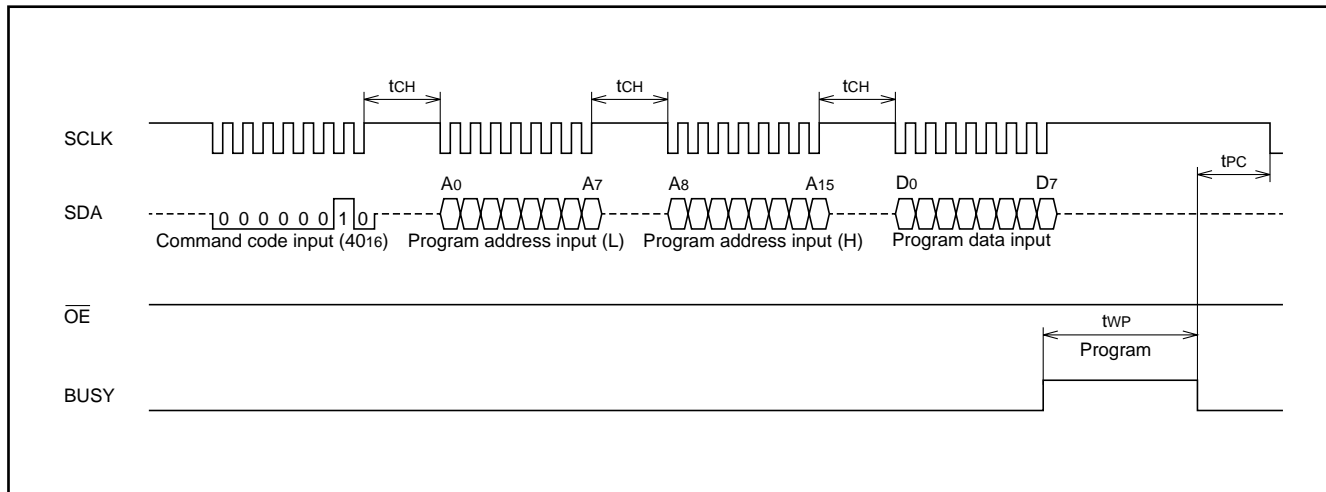 tCH tCH tCH
SCLK
tPC
A0 A7 A8 A15 D0 D7
SDA
0 0 0 0 0 0 1 0
Command code input (4016) Program address input (L) Program address input (H) Program data input
OE
tWP
Program
BUSY